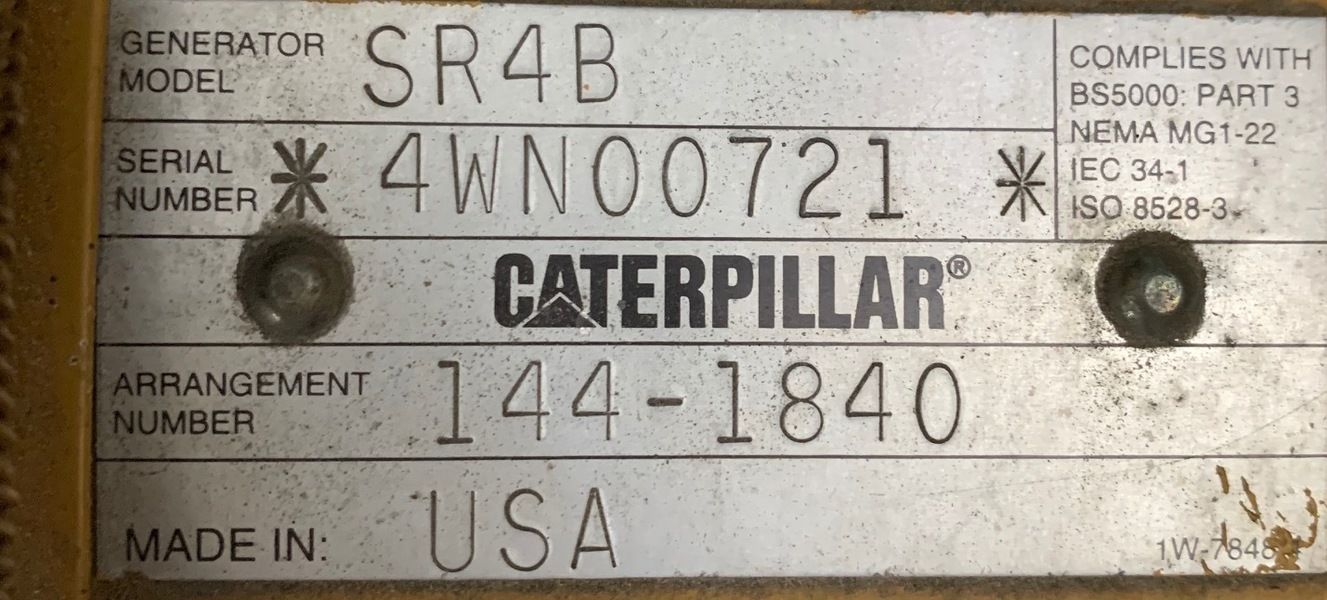 GENERATOR
MODEL
SR4B
SERIAL
NUMBER
* 4WN00721 *
COMPLIES WITH
BS5000: PART 3
NEMA MG1-22
IEC 34-1
ISO 8528-3
CATERPILLAR®
ARRANGEMENT
NUMBER
144-1840
MADE IN:
USA